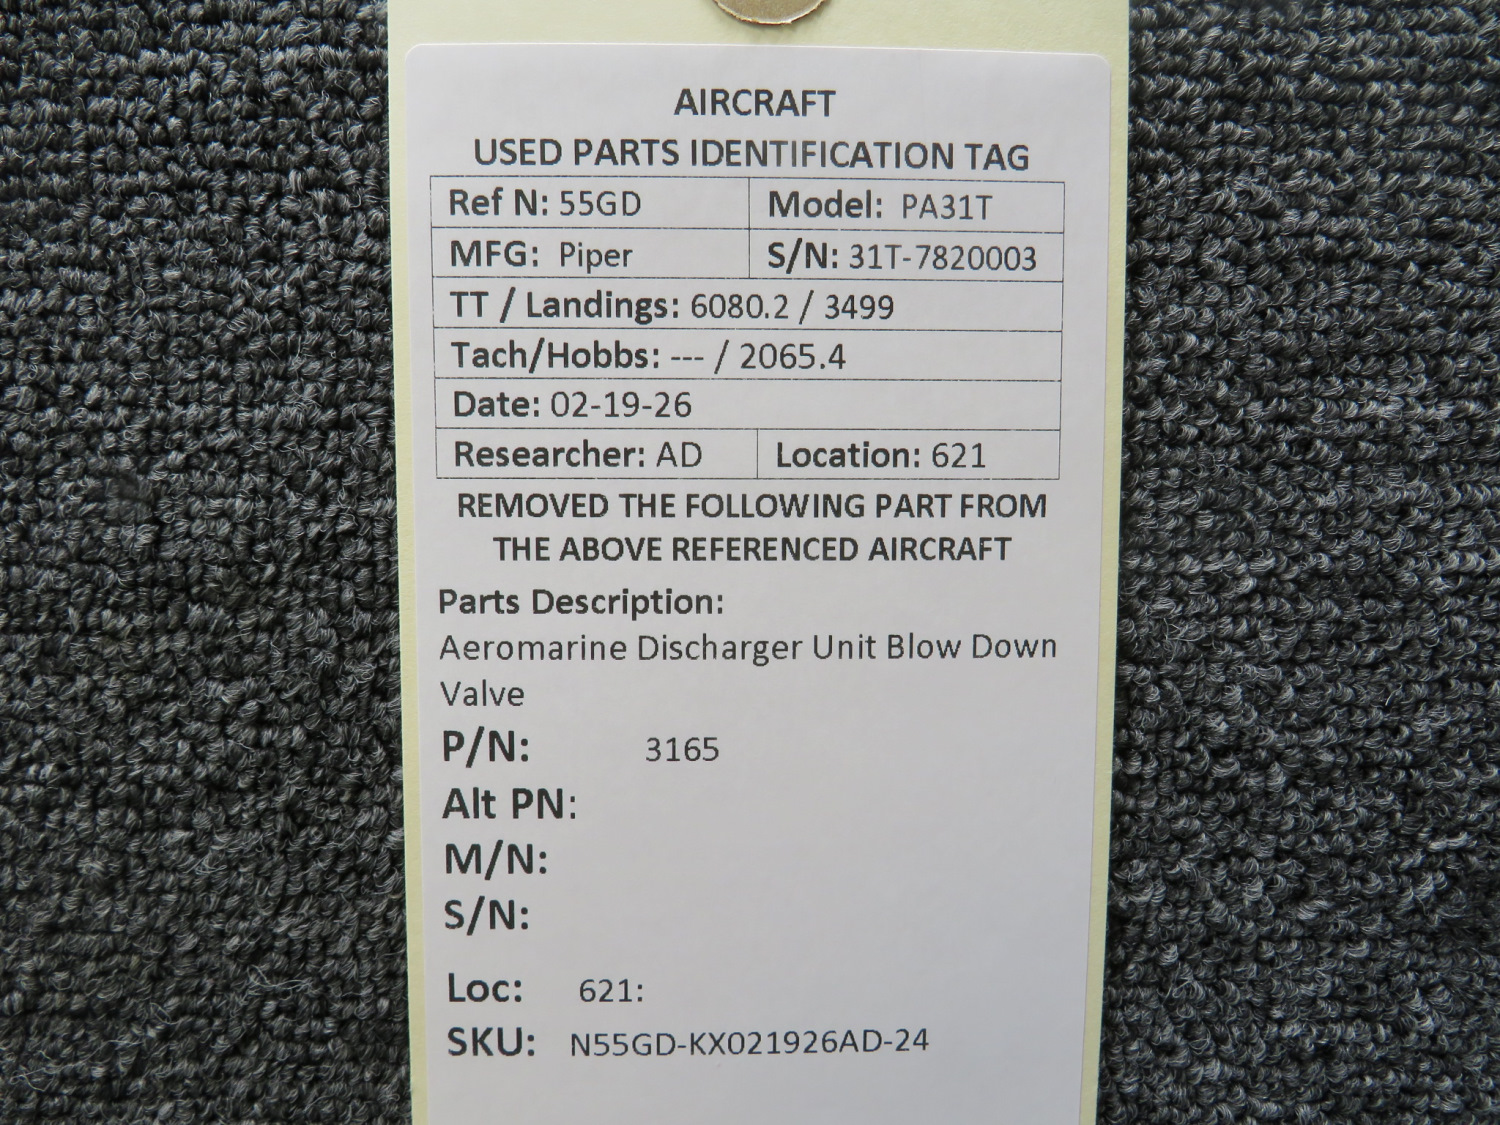 AIRCRAFT
USED PARTS IDENTIFICATION TAG
Ref N: 55GD Model: PA31T
MFG: Piper S/N: 31T-7820003
TT / Landings: 6080.2 / 3499
Tach/Hobbs: --- / 2065.4
Date: 02-19-26
Researcher: AD Location: 621
REMOVED THE FOLLOWING PART FROM
THE ABOVE REFERENCED AIRCRAFT
Parts Description:
Aeromarine Discharger Unit Blow Down
Valve
P/N: 3165
Alt PN:
M/N:
S/N:
Loc: 621:
SKU: N55GD-KX021926AD-24